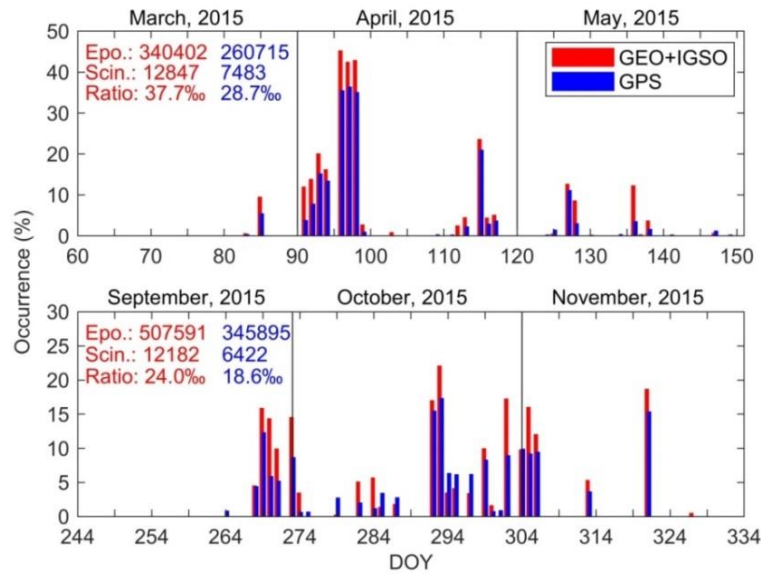 March, 2015 April, 2015 May, 2015
50
40
30
20
10
0
Epo.: 340402 260715
Scin.: 12847 7483
Ratio: 37.7‰ 28.7‰
GEO+IGSO
GPS
60 70 80 90 100 110 120 130 140 150
Occurrence (%)
September, 2015 October, 2015 November, 2015
30
25
20
15
10
5
0
Epo.: 507591 345895
Scin.: 12182 6422
Ratio: 24.0‰ 18.6‰
244 254 264 274 284 294 304 314 324 334
DOY